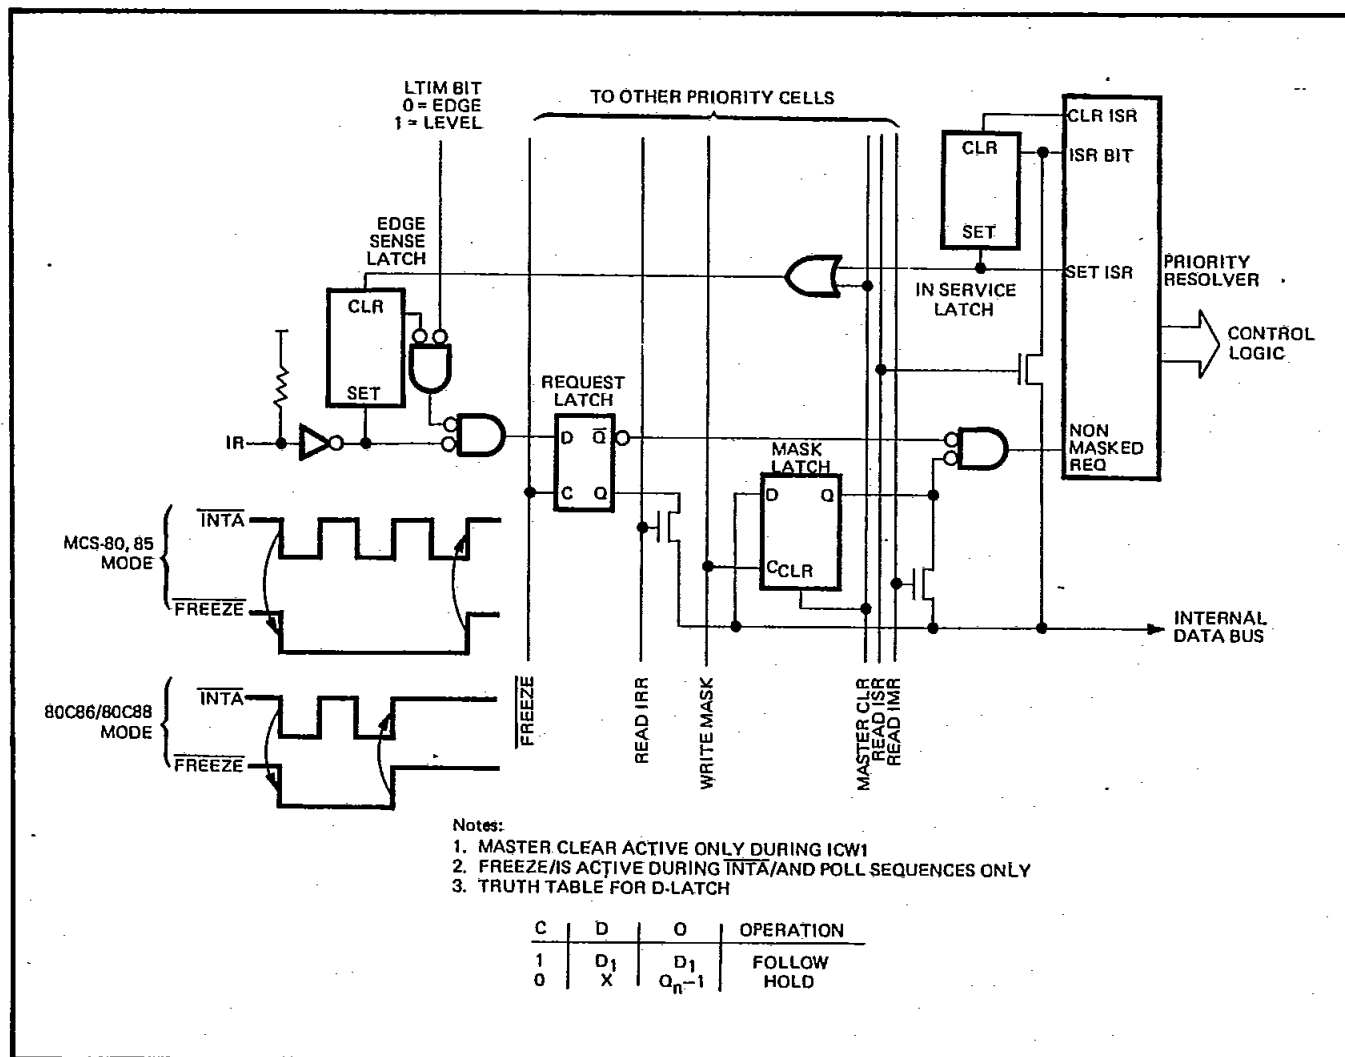 LTIM BIT
0 = EDGE
1 = LEVEL
TO OTHER PRIORITY CELLS
CLR ISR
CLR
ISR BIT
EDGE
SENSE
LATCH
SET
SET ISR
PRIORITY
RESOLVER
IN SERVICE
LATCH
CLR
CONTROL
LOGIC
SET
REQUEST
LATCH
IR
D
Q̅
NON
MASKED
REQ
MASK
LATCH
C
Q
D
Q
INTA
MCS-80, 85
MODE
C
CLR
FREEZE
INTERNAL
DATA BUS
INTA
80C86/80C88
MODE
FREEZE
FREEZE
READ IRR
WRITE MASK
MASTER CLR
READ ISR
READ IMR
Notes:
1. MASTER CLEAR ACTIVE ONLY DURING ICW1
2. FREEZE/IS ACTIVE DURING INTA/AND POLL SEQUENCES ONLY
3. TRUTH TABLE FOR D-LATCH
C D O OPERATION
1 D1 D1 FOLLOW
0 X Qn-1 HOLD